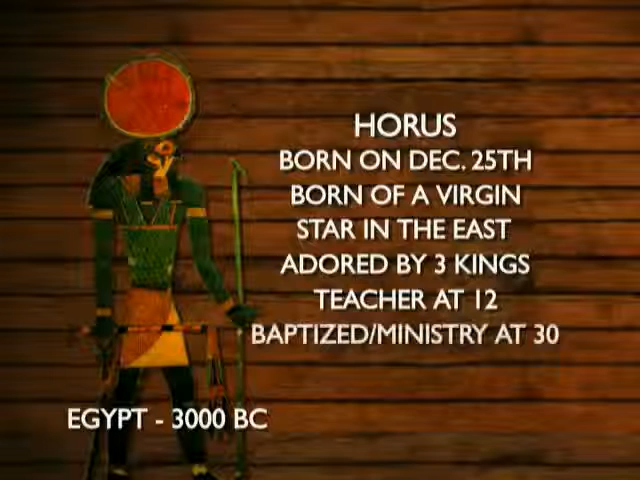 HORUS
BORN ON DEC. 25TH
BORN OF A VIRGIN
STAR IN THE EAST
ADORED BY 3 KINGS
TEACHER AT 12
BAPTIZED/MINISTRY AT 30
EGYPT - 3000 BC